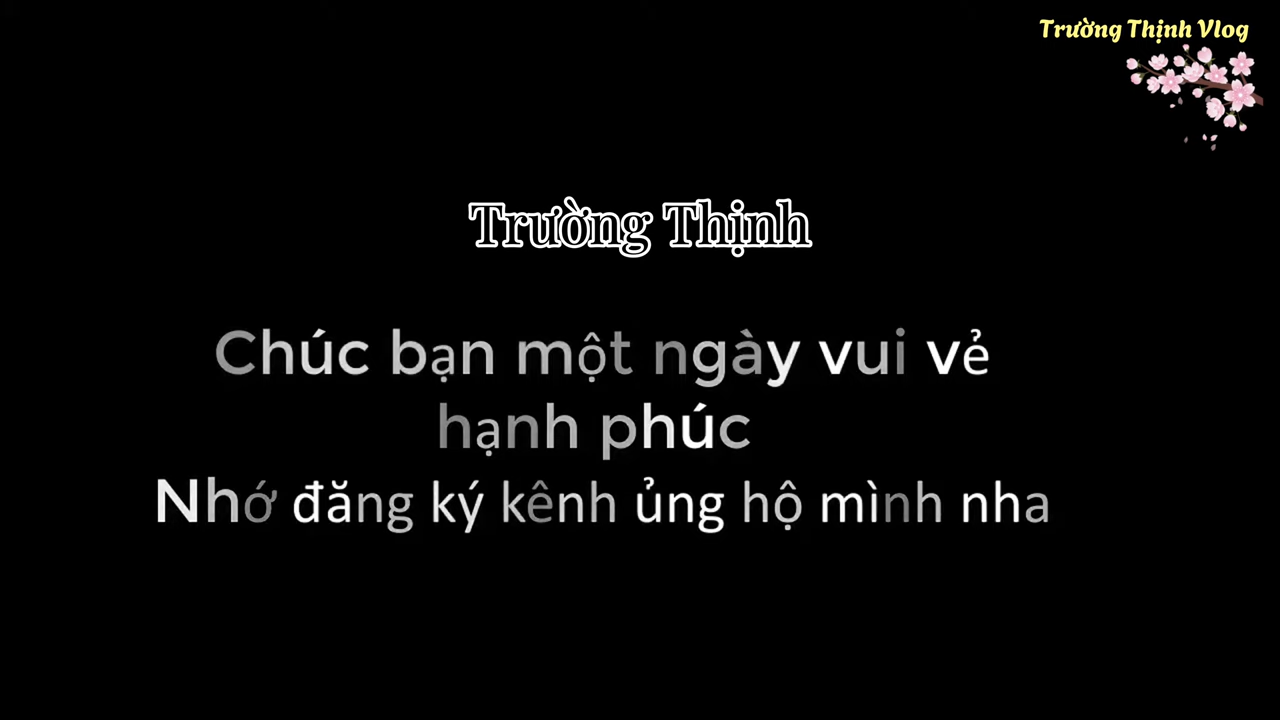 Trường Thịnh Vlog
Trường Thịnh
Chúc bạn một ngày vui vẻ
hạnh phúc
Nhớ đăng ký kênh ủng hộ mình nha